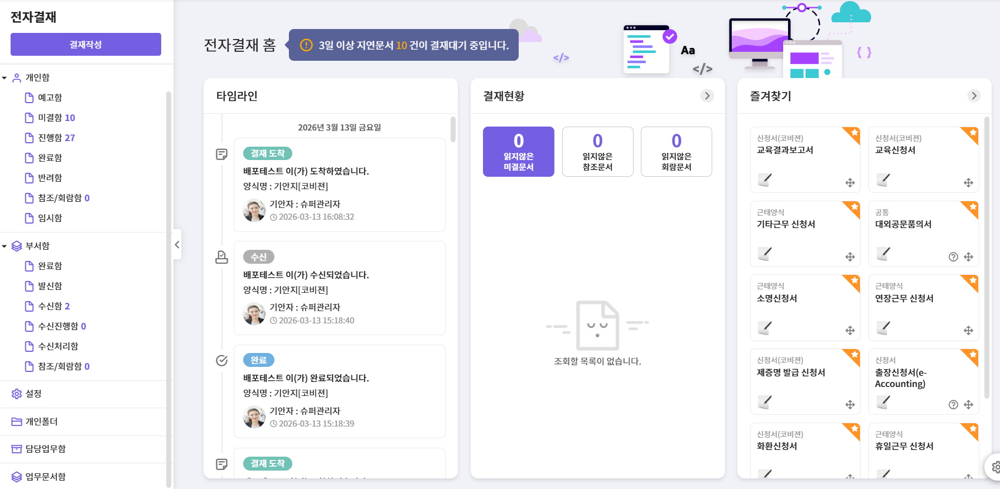 전자결재
결재작성
개인함
예고함
미결함 10
진행함 27
완료함
반려함
참조/회람함 0
임시함
부서함
완료함
발신함
수신함 2
수신진행함 0
수신처리함
참조/회람함 0
설정
개인폴더
담당업무함
업무문서함
전자결재 홈
3일 이상 지연문서 10 건이 결재대기 중입니다.
</>
Aa
</>
{ }
타임라인
2026년 3월 13일 금요일
결재 도착
배포테스트 이(가) 도착하였습니다.
양식명 : 기안지[코비젼]
기안자 : 슈퍼관리자
2026-03-13 16:08:32
수신
배포테스트 이(가) 수신되었습니다.
양식명 : 기안지[코비젼]
기안자 : 슈퍼관리자
2026-03-13 15:18:40
완료
배포테스트 이(가) 완료되었습니다.
양식명 : 기안지[코비젼]
기안자 : 슈퍼관리자
2026-03-13 15:18:39
결재 도착
결재현황
0
읽지않은
미결문서
0
읽지않은
참조문서
0
읽지않은
회람문서
조회할 목록이 없습니다.
즐겨찾기
신청서(코비젼)
교육결과보고서
신청서(코비젼)
교육신청서
근태양식
기타근무 신청서
공통
대외공문품의서
근태양식
소명신청서
근태양식
연장근무 신청서
신청서(코비젼)
제증명 발급 신청서
신청서
출장신청서(e-
Accounting)
신청서(코비젼)
화환신청서
근태양식
휴일근무 신청서